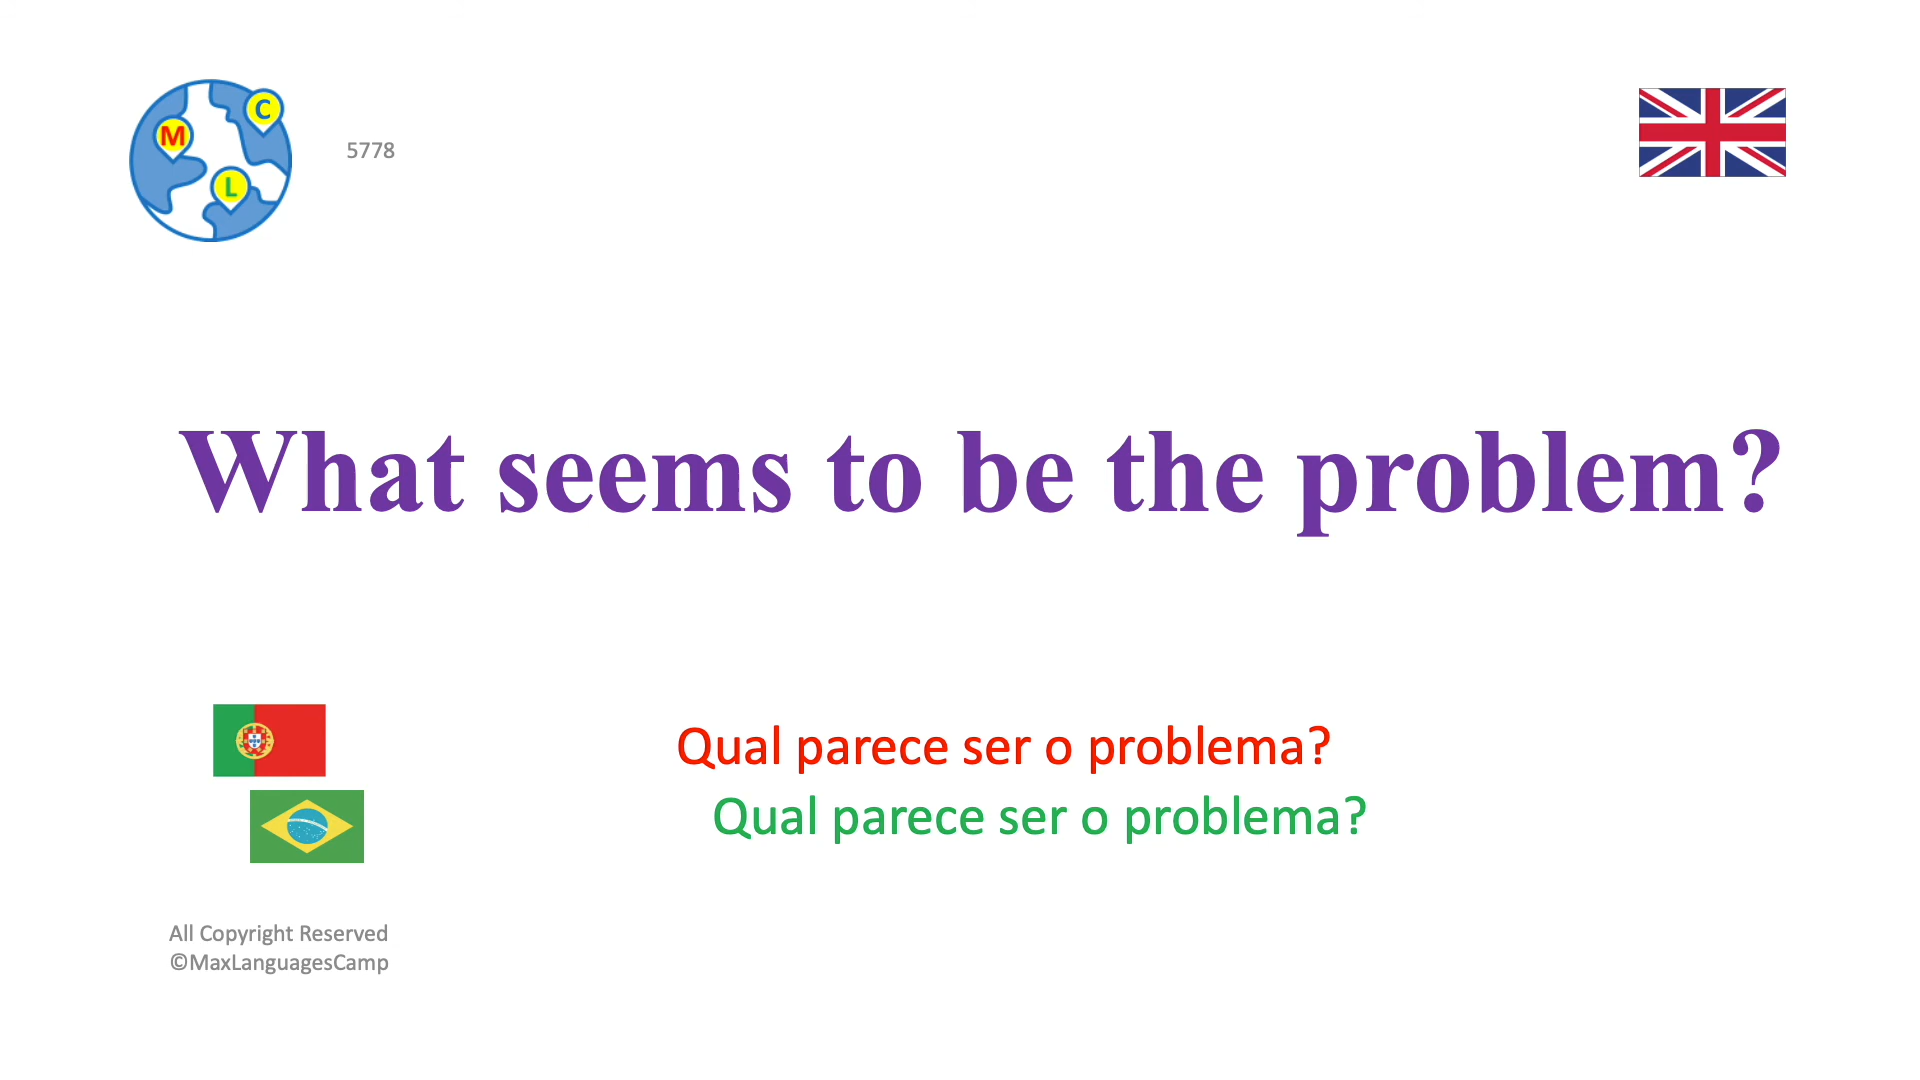 C
M
L
5778
What seems to be the problem?
Qual parece ser o problema?
Qual parece ser o problema?
All Copyright Reserved
©MaxLanguagesCamp